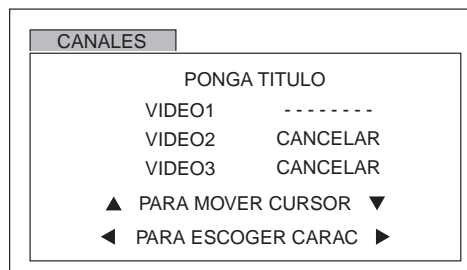 CANALES
PONGA TITULO
VIDEO1 - - - - - - - -
VIDEO2 CANCELAR
VIDEO3 CANCELAR
▲ PARA MOVER CURSOR ▼
◀ PARA ESCOGER CARAC ▶